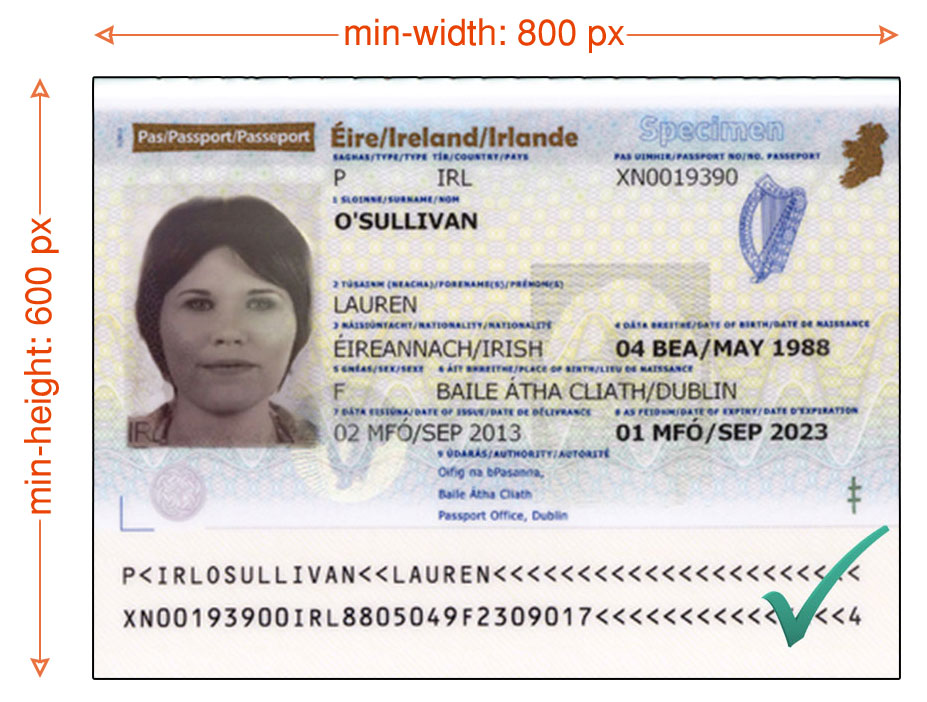 min-width: 800 px
min-height: 600 px
Pas/Passport/Passeport
Éire/Ireland/Irlande
Specimen
SAGHAS/TYPE/TYPE TÍR/COUNTRY/PAYS
PAS UIMHIR/PASSPORT NO/NO. PASSEPORT
P IRL XN0019390
1 SLOINNE/SURNAME/NOM
O'SULLIVAN
2 TÚSAINM (NEACHA)/FORENAME(S)/PRÉNOM(S)
LAUREN
3 NÁISIÚNTACHT/NATIONALITY/NATIONALITÉ
4 DÁTA BREITHE/DATE OF BIRTH/DATE DE NAISSANCE
ÉIREANNACH/IRISH 04 BEA/MAY 1988
5 GNÉAS/SEX/SEXE 6 ÁIT BHREITHE/PLACE OF BIRTH/LIEU DE NAISSANCE
F BAILE ÁTHA CLIATH/DUBLIN
7 DÁTA EISIÚNA/DATE OF ISSUE/DATE DE DÉLIVRANCE
8 AS FEIDHM/DATE OF EXPIRY/DATE D'EXPIRATION
02 MFÓ/SEP 2013 01 MFÓ/SEP 2023
9 ÚDARÁS/AUTHORITY/AUTORITÉ
Oifig na bPasanna,
Baile Átha Cliath
Passport Office, Dublin
IRL
P<IRLOSULLIVAN<<LAUREN<<<<<<<<<<<<<<<<<<<<<<
XN00193900IRL8805049F2309017<<<<<<<<<<<<<<<4